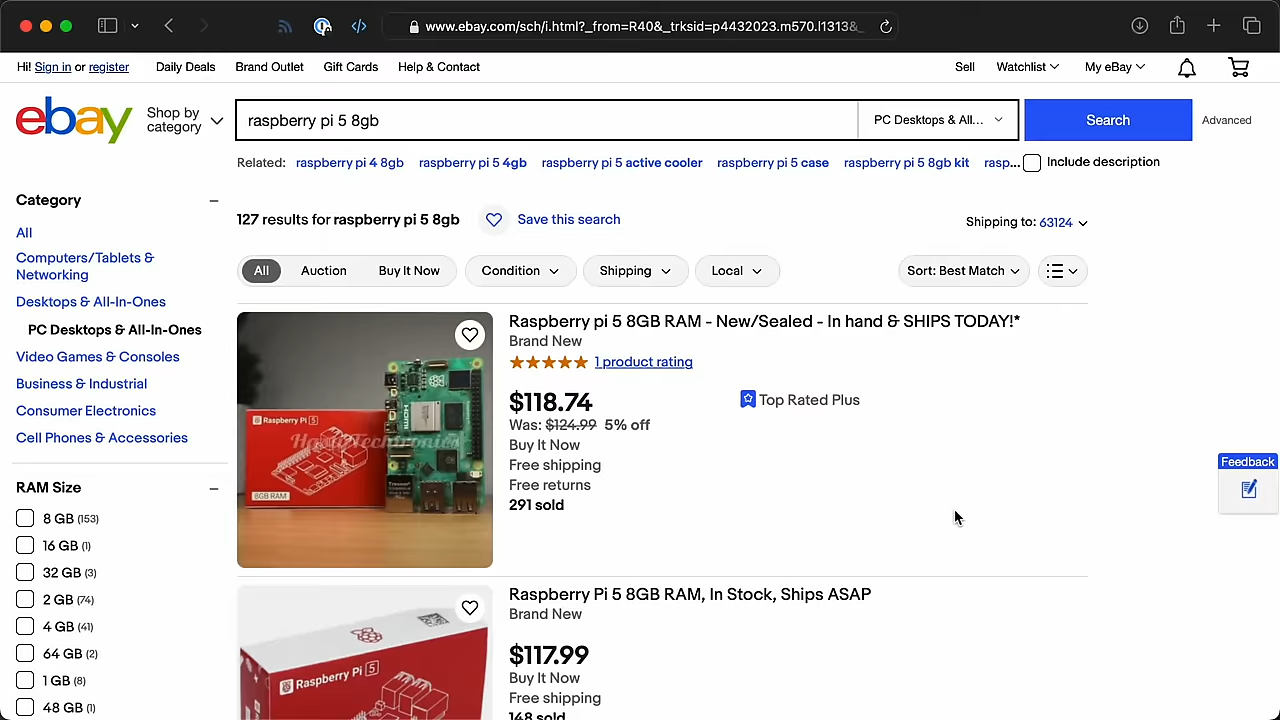 www.ebay.com/sch/i.html?_from=R40&_trksid=p4432023.m570.l1313&_
Hi! Sign in or register Daily Deals Brand Outlet Gift Cards Help & Contact Sell Watchlist My eBay
ebay
Shop by category
raspberry pi 5 8gb
PC Desktops & All...
Search
Advanced
Related: raspberry pi 4 8gb raspberry pi 5 4gb raspberry pi 5 active cooler raspberry pi 5 case raspberry pi 5 8gb kit rasp...
Include description
Category
All
Computers/Tablets &
Networking
Desktops & All-In-Ones
PC Desktops & All-In-Ones
Video Games & Consoles
Business & Industrial
Consumer Electronics
Cell Phones & Accessories
RAM Size
8 GB (153)
16 GB (1)
32 GB (3)
2 GB (74)
4 GB (41)
64 GB (2)
1 GB (8)
48 GB (1)
127 results for raspberry pi 5 8gb
Save this search
Shipping to: 63124
All Auction Buy It Now Condition Shipping Local Sort: Best Match
Raspberry Pi 5
8GB RAM
HDMI
Raspberry pi 5 8GB RAM - New/Sealed - In hand & SHIPS TODAY!*
Brand New
1 product rating
$118.74
Was: $124.99 5% off
Buy It Now
Free shipping
Free returns
291 sold
Top Rated Plus
Feedback
Raspberry Pi 5
Raspberry Pi 5 8GB RAM, In Stock, Ships ASAP
Brand New
$117.99
Buy It Now
Free shipping
148 sold